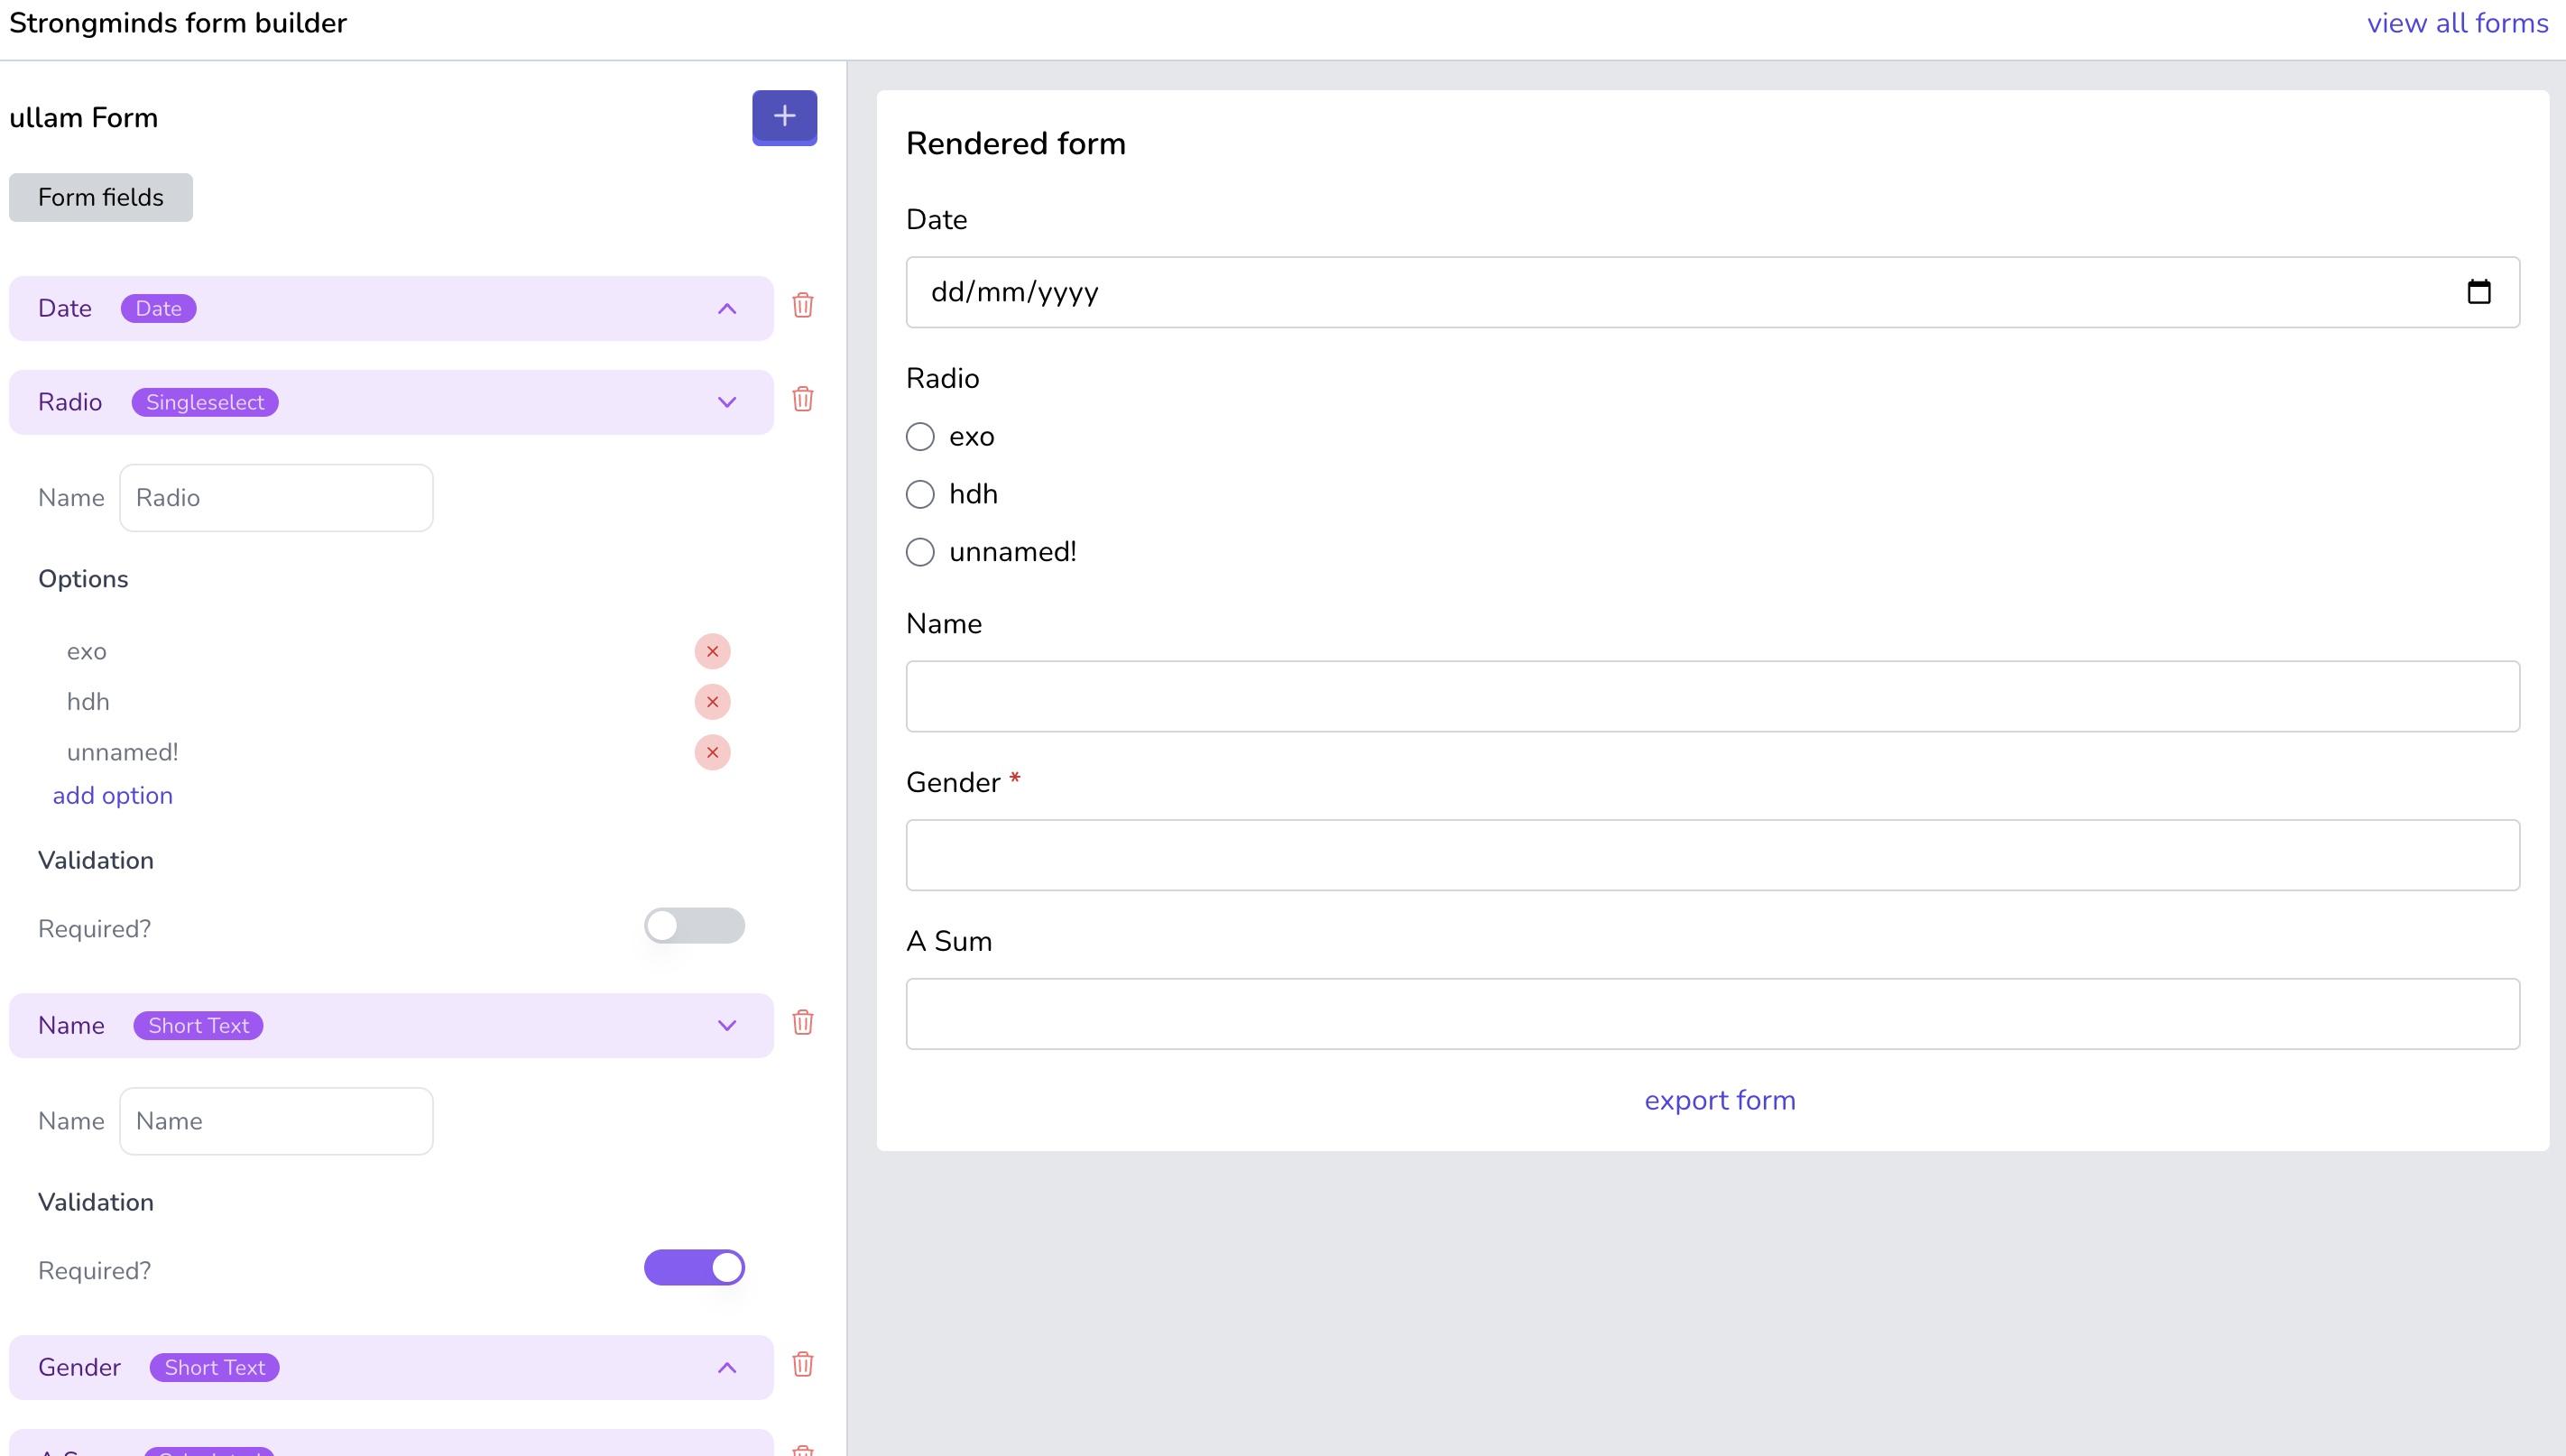 Strongminds form builder
view all forms
ullam Form
Form fields
Date Date
Radio Singleselect
Name Radio
Options
exo
hdh
unnamed!
add option
Validation
Required?
Name Short Text
Name Name
Validation
Required?
Gender Short Text
Rendered form
Date
dd/mm/yyyy
Radio
exo
hdh
unnamed!
Name
Gender *
A Sum
export form